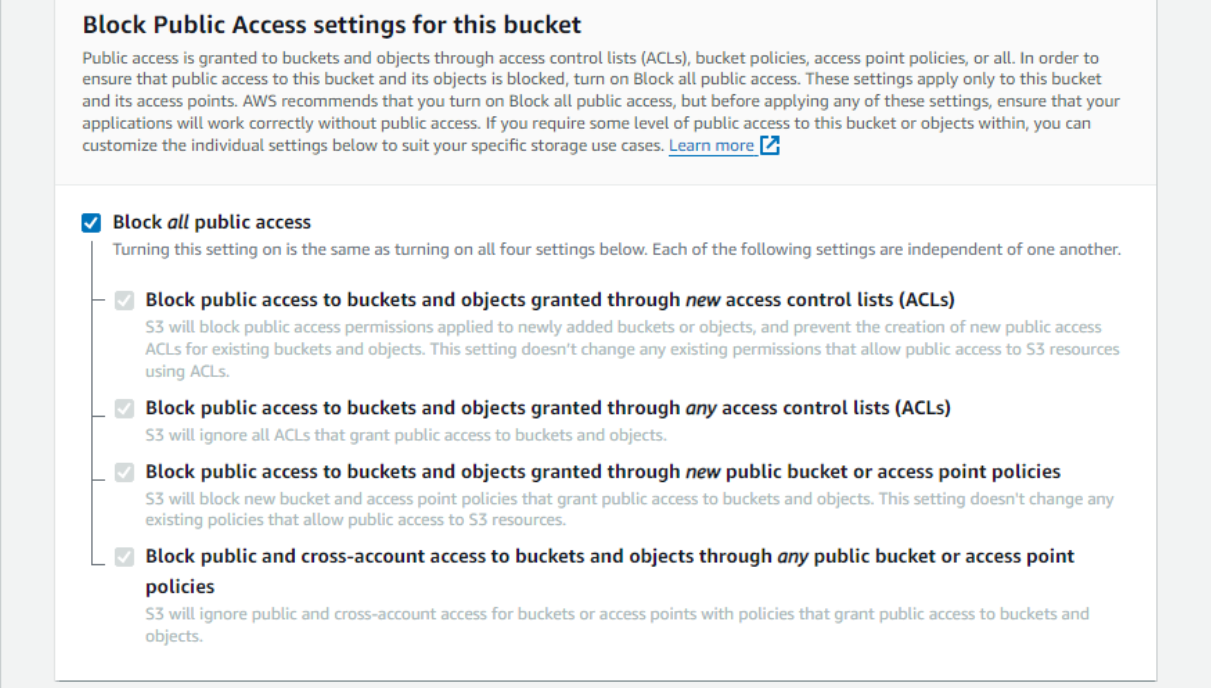 Block Public Access settings for this bucket
Public access is granted to buckets and objects through access control lists (ACLs), bucket policies, access point policies, or all. In order to
ensure that public access to this bucket and its objects is blocked, turn on Block all public access. These settings apply only to this bucket
and its access points. AWS recommends that you turn on Block all public access, but before applying any of these settings, ensure that your
applications will work correctly without public access. If you require some level of public access to this bucket or objects within, you can
customize the individual settings below to suit your specific storage use cases. Learn more
Block all public access
Turning this setting on is the same as turning on all four settings below. Each of the following settings are independent of one another.
Block public access to buckets and objects granted through new access control lists (ACLs)
S3 will block public access permissions applied to newly added buckets or objects, and prevent the creation of new public access
ACLs for existing buckets and objects. This setting doesn't change any existing permissions that allow public access to S3 resources
using ACLs.
Block public access to buckets and objects granted through any access control lists (ACLs)
S3 will ignore all ACLs that grant public access to buckets and objects.
Block public access to buckets and objects granted through new public bucket or access point policies
S3 will block new bucket and access point policies that grant public access to buckets and objects. This setting doesn't change any
existing policies that allow public access to S3 resources.
Block public and cross-account access to buckets and objects through any public bucket or access point
policies
S3 will ignore public and cross-account access for buckets or access points with policies that grant public access to buckets and
objects.